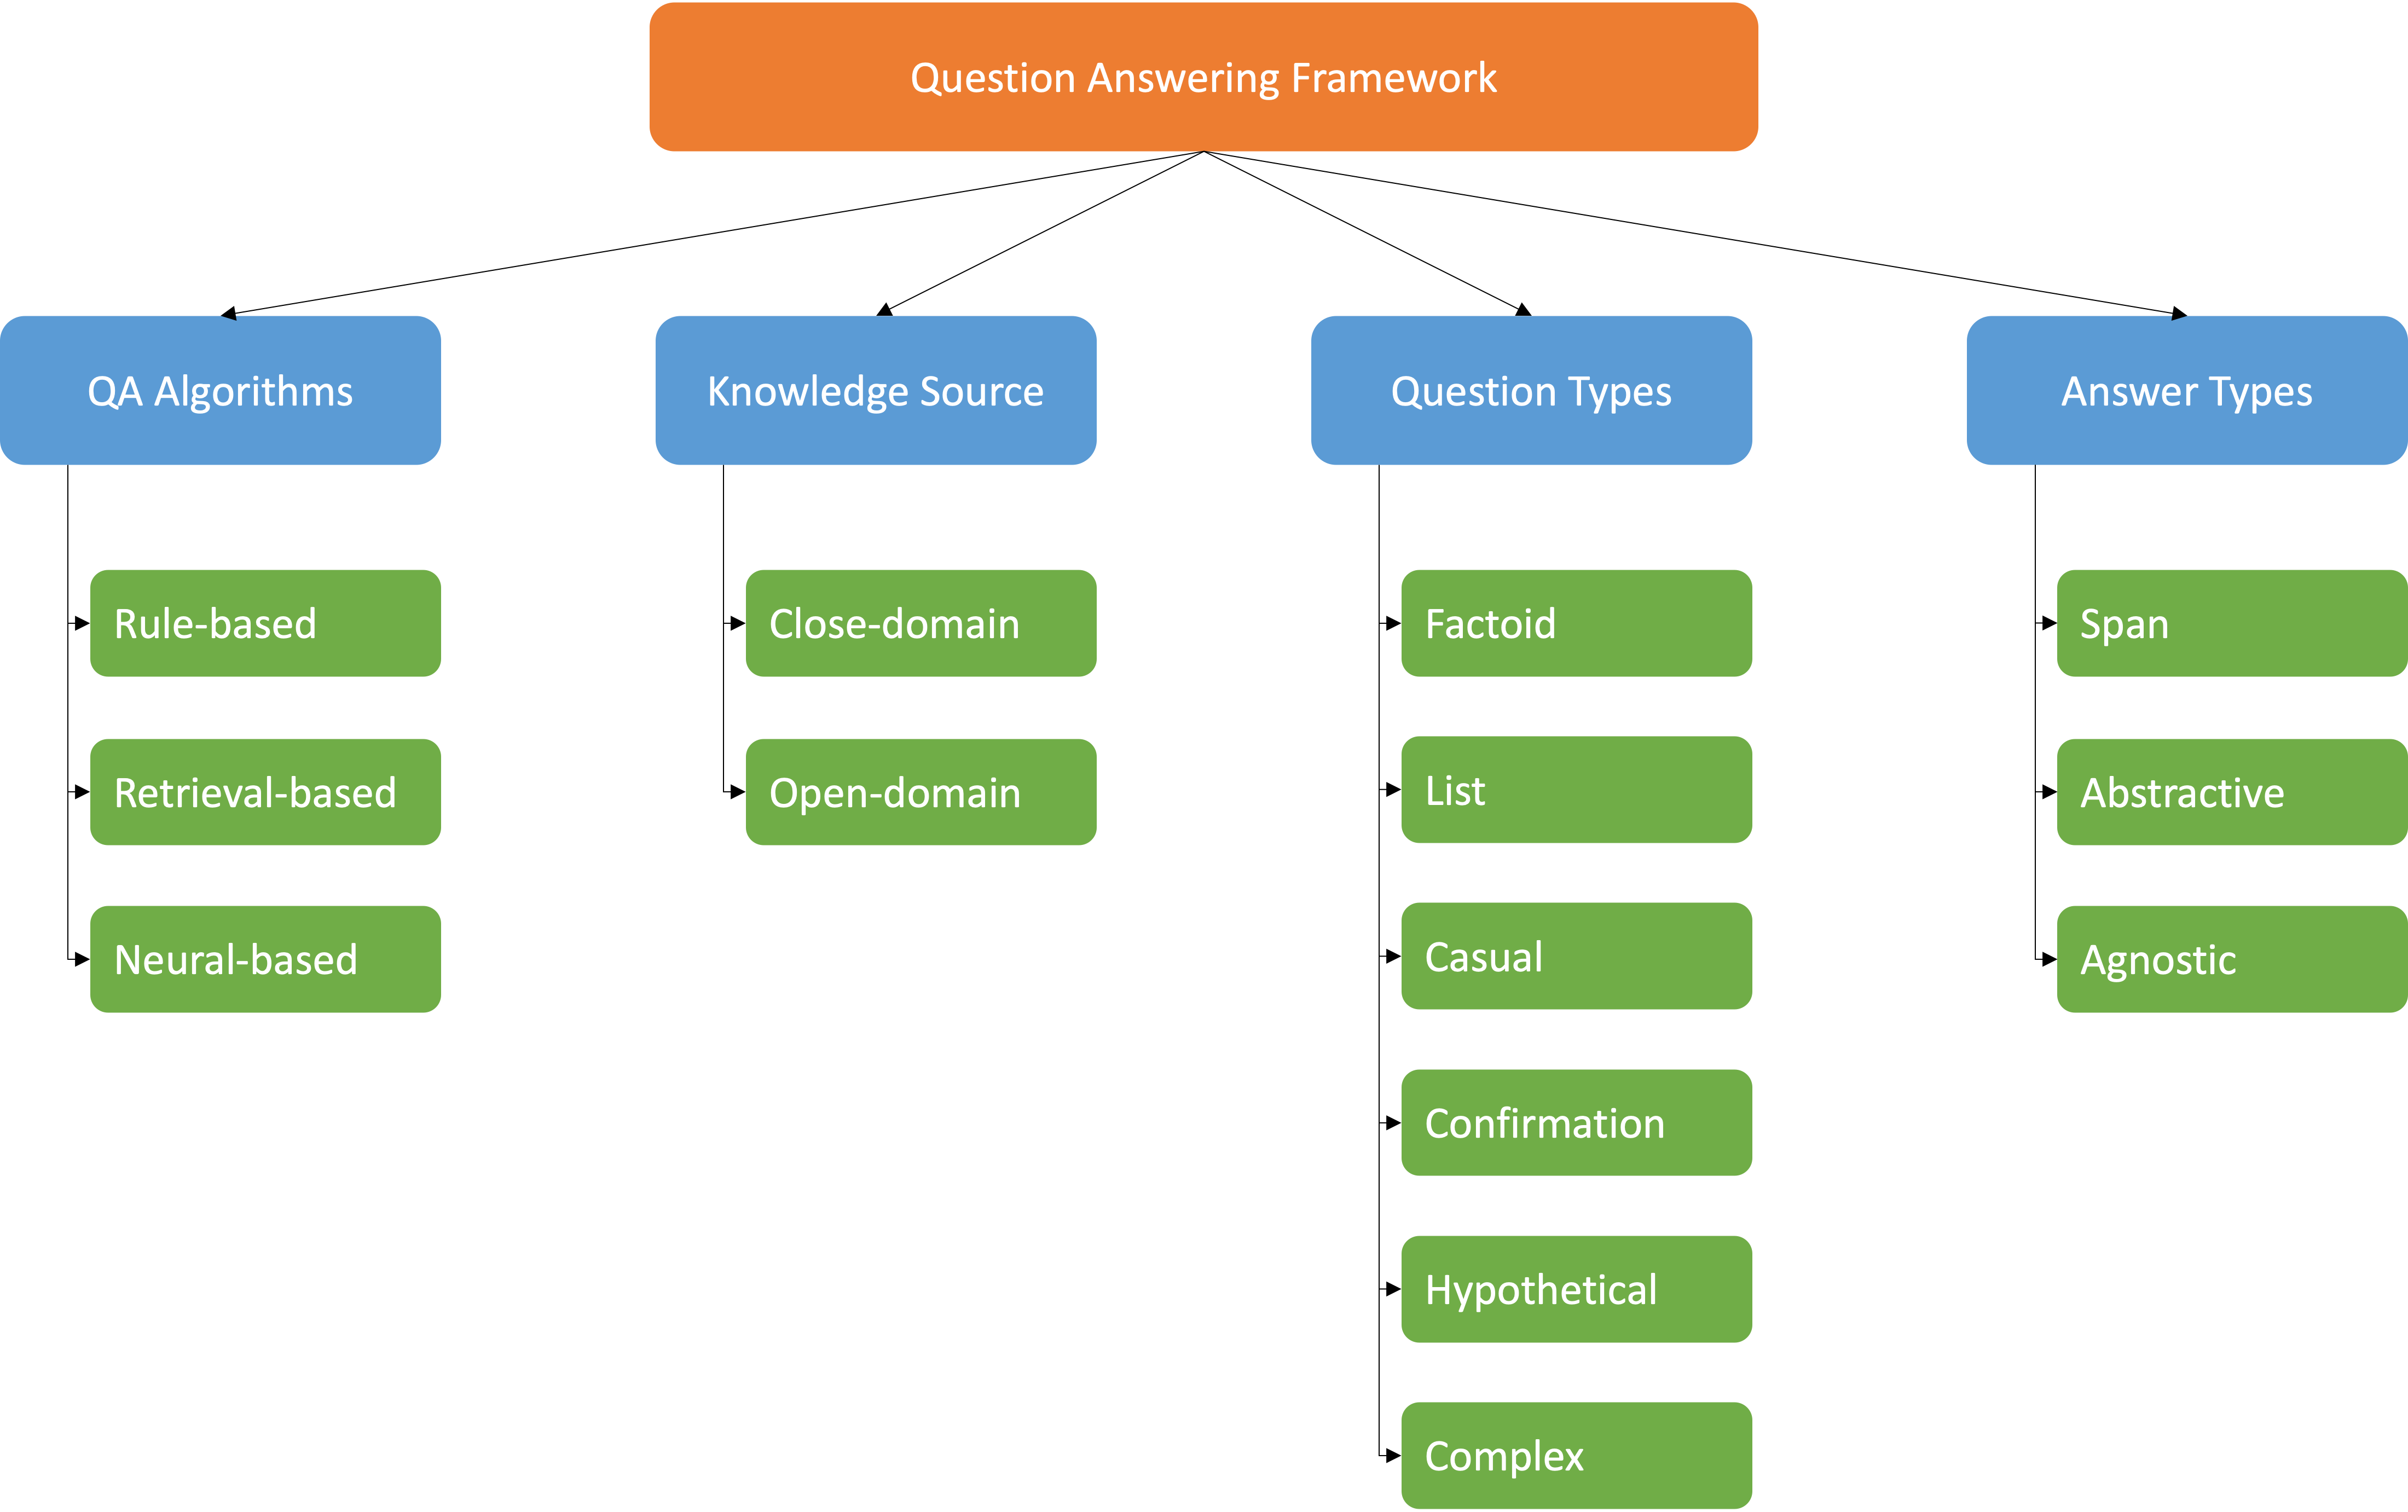 Question Answering Framework
QA Algorithms
Rule-based
Retrieval-based
Neural-based
Knowledge Source
Close-domain
Open-domain
Question Types
Factoid
List
Casual
Confirmation
Hypothetical
Complex
Answer Types
Span
Abstractive
Agnostic